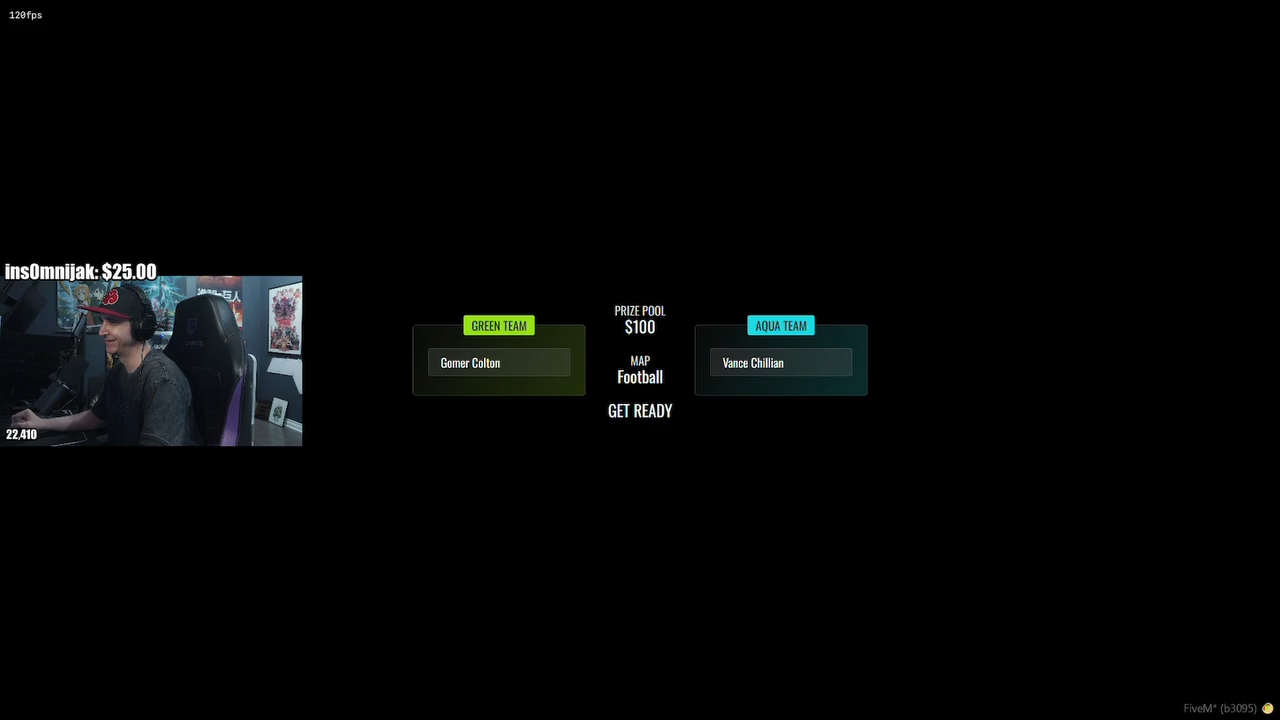 120fps
ins0mnijak: $25.00
22,410
GREEN TEAM
Gomer Colton
PRIZE POOL
$100
MAP
Football
GET READY
AQUA TEAM
Vance Chillian
FiveM* (b3095)